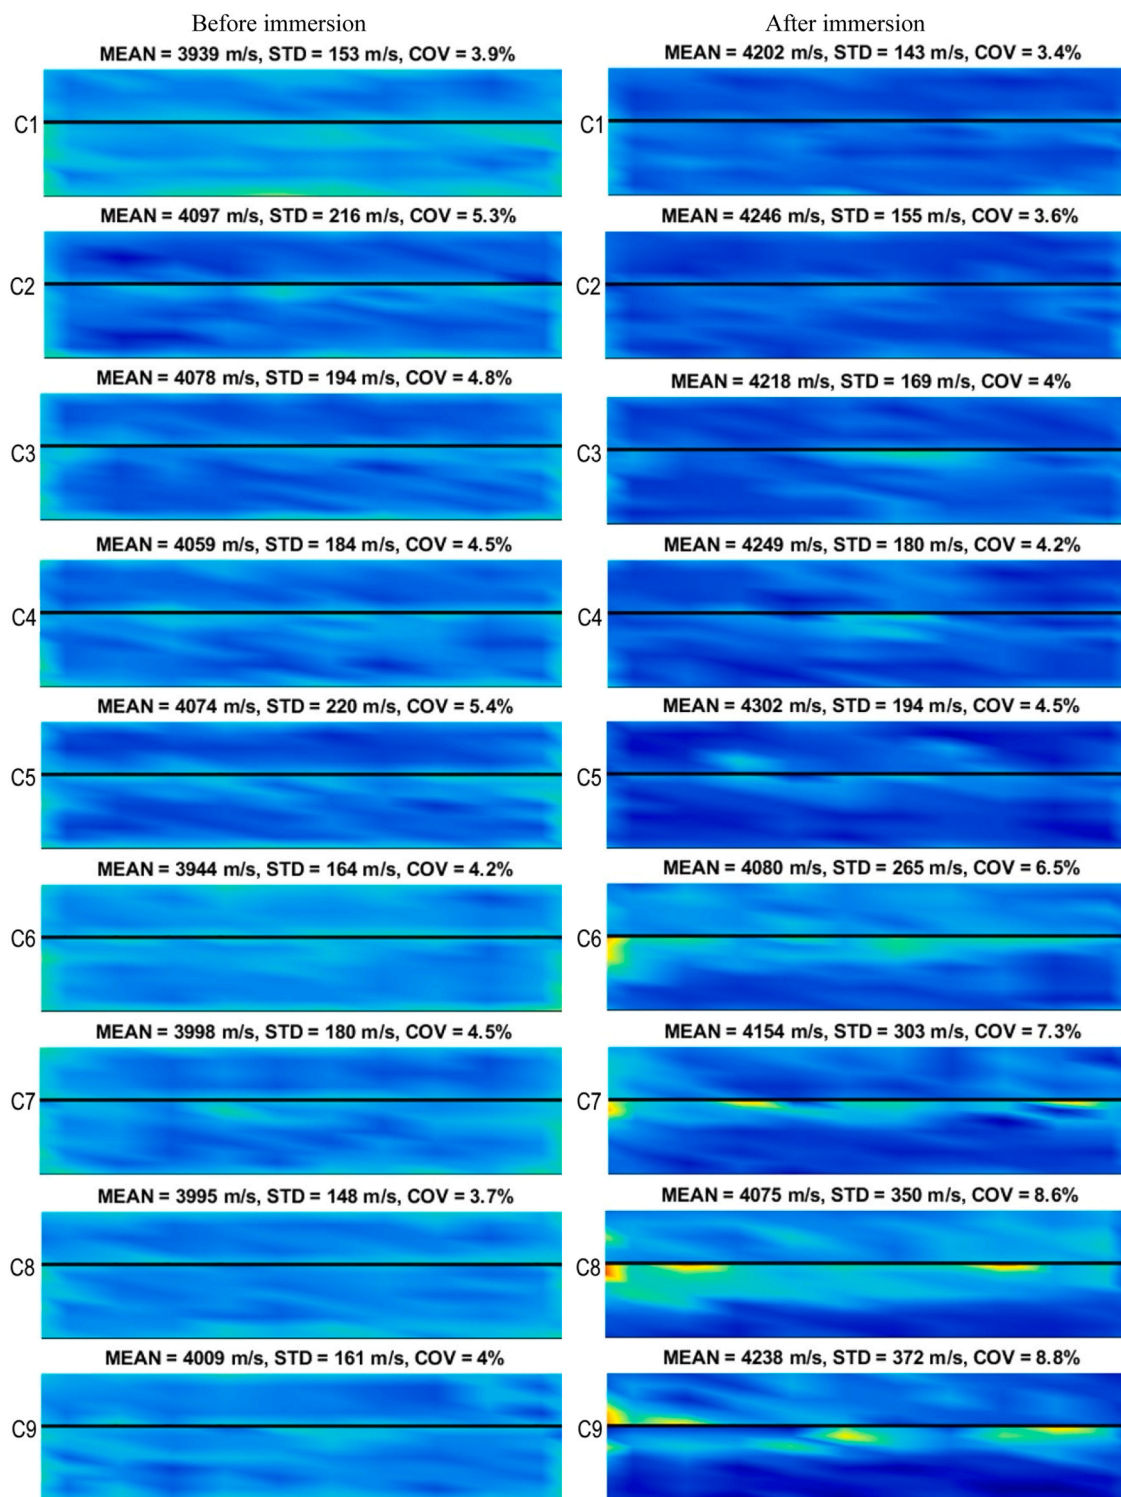 Before immersion After immersion
MEAN = 3939 m/s, STD = 153 m/s, COV = 3.9% MEAN = 4202 m/s, STD = 143 m/s, COV = 3.4%
C1 C1
MEAN = 4097 m/s, STD = 216 m/s, COV = 5.3% MEAN = 4246 m/s, STD = 155 m/s, COV = 3.6%
C2 C2
MEAN = 4078 m/s, STD = 194 m/s, COV = 4.8% MEAN = 4218 m/s, STD = 169 m/s, COV = 4%
C3 C3
MEAN = 4059 m/s, STD = 184 m/s, COV = 4.5% MEAN = 4249 m/s, STD = 180 m/s, COV = 4.2%
C4 C4
MEAN = 4074 m/s, STD = 220 m/s, COV = 5.4% MEAN = 4302 m/s, STD = 194 m/s, COV = 4.5%
C5 C5
MEAN = 3944 m/s, STD = 164 m/s, COV = 4.2% MEAN = 4080 m/s, STD = 265 m/s, COV = 6.5%
C6 C6
MEAN = 3998 m/s, STD = 180 m/s, COV = 4.5% MEAN = 4154 m/s, STD = 303 m/s, COV = 7.3%
C7 C7
MEAN = 3995 m/s, STD = 148 m/s, COV = 3.7% MEAN = 4075 m/s, STD = 350 m/s, COV = 8.6%
C8 C8
MEAN = 4009 m/s, STD = 161 m/s, COV = 4% MEAN = 4238 m/s, STD = 372 m/s, COV = 8.8%
C9 C9